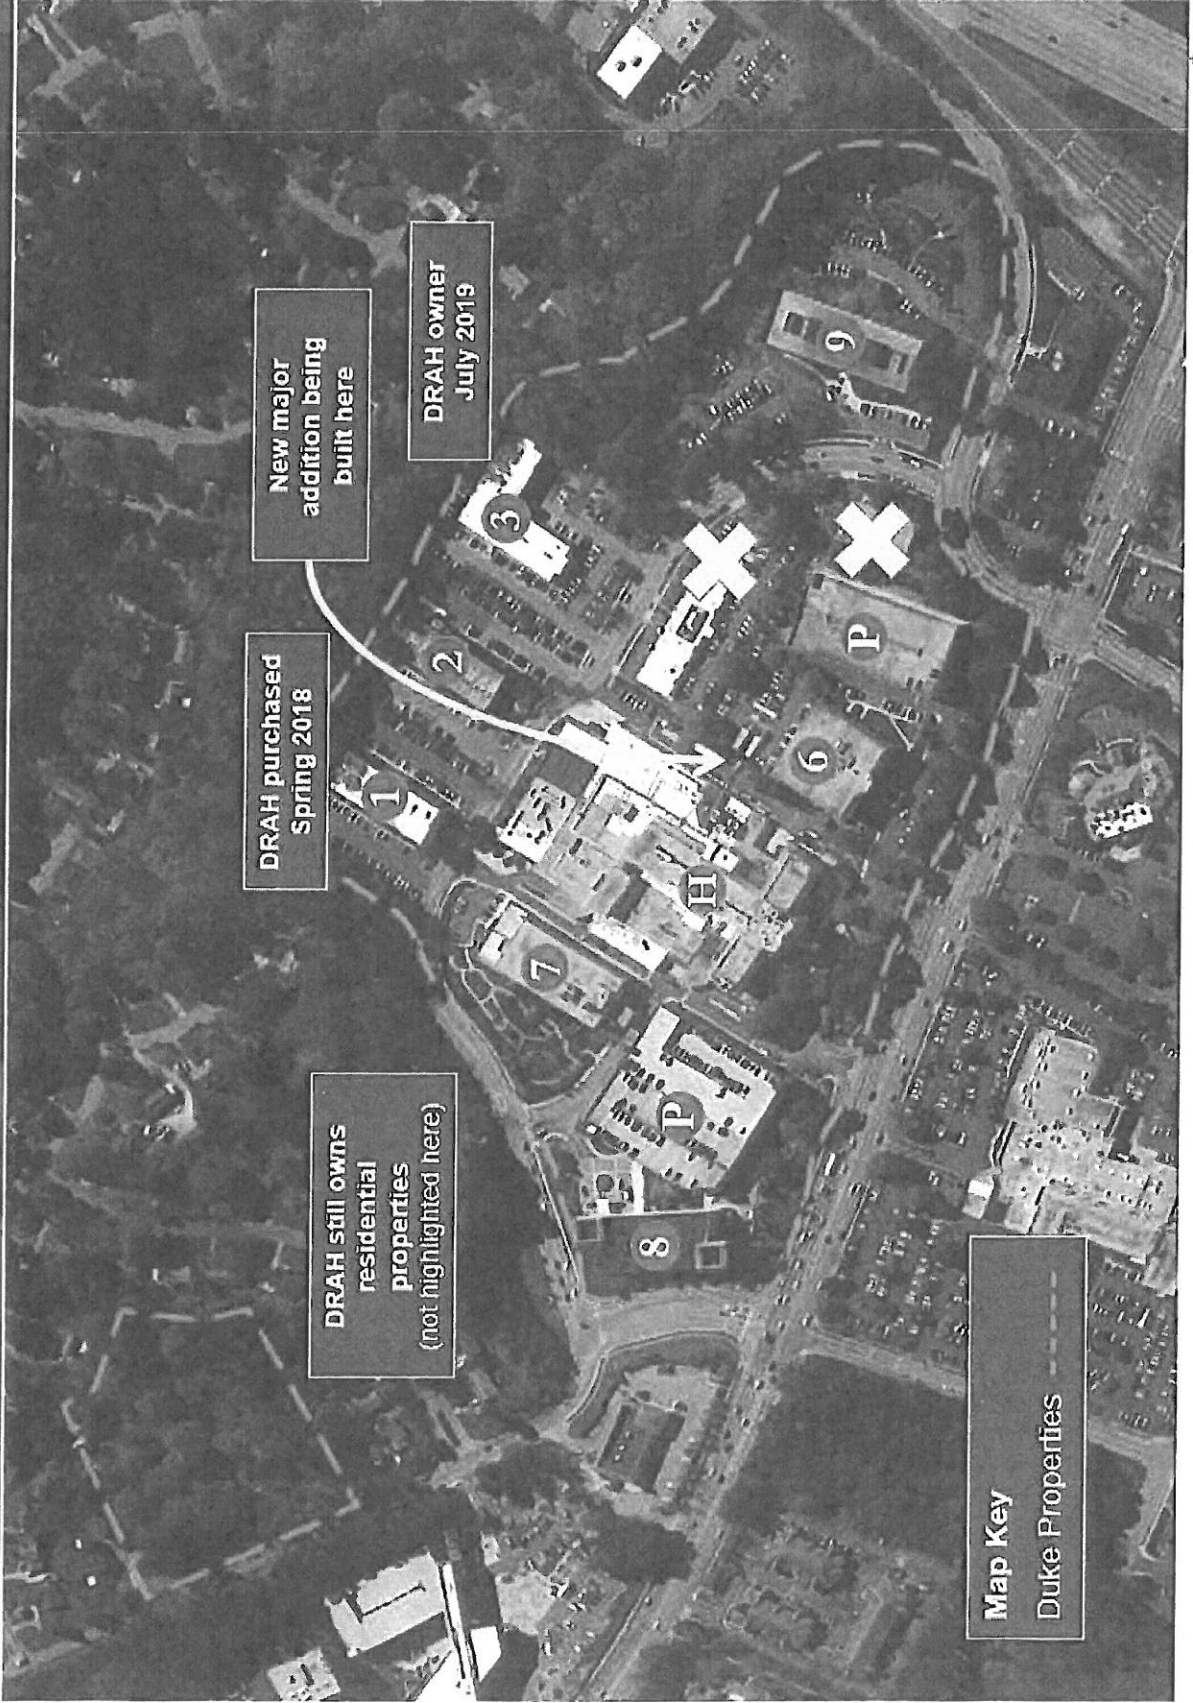 DRAH purchased
Spring 2018
New major
addition being
built here
DRAH still owns
residential
properties
(not highlighted here)
DRAH owner
July 2019
1
2
3
7
8
P
H
N
6
P
9
Map Key
Duke Properties